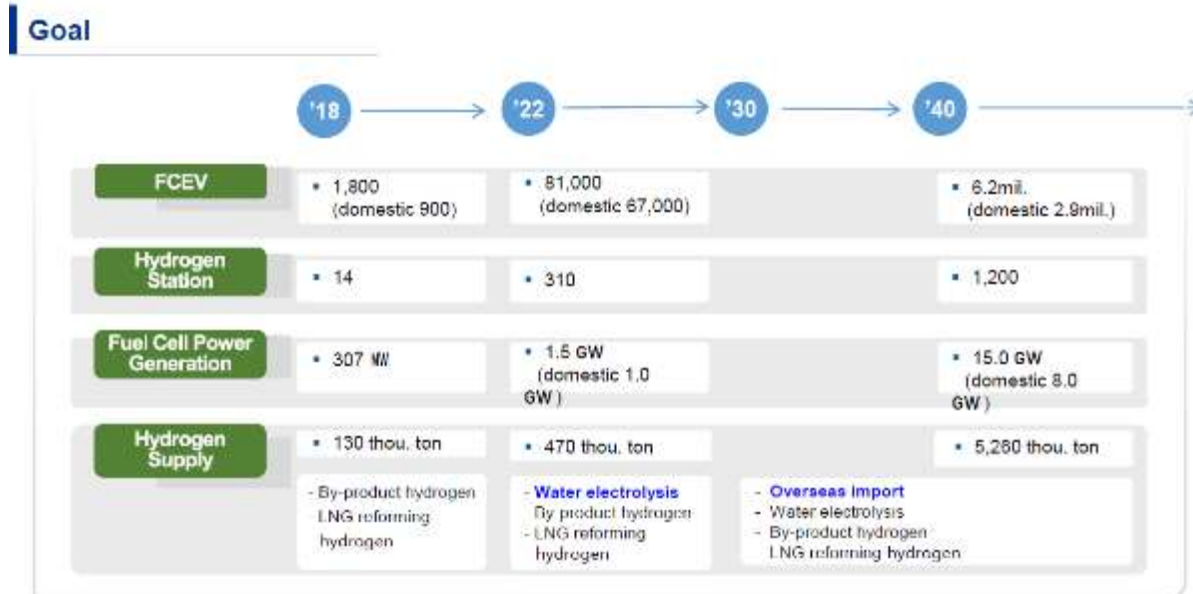 Goal
'18
'22
'30
'40
FCEV
▪ 1,800
(domestic 900)
▪ 81,000
(domestic 67,000)
▪ 6.2mil.
(domestic 2.9mil.)
Hydrogen
Station
▪ 14
▪ 310
▪ 1,200
Fuel Cell Power
Generation
▪ 307 MW
▪ 1.5 GW
(domestic 1.0
GW)
▪ 15.0 GW
(domestic 8.0
GW)
Hydrogen
Supply
▪ 130 thou. ton
▪ 470 thou. ton
▪ 5,260 thou. ton
- By-product hydrogen
LNG reforming
hydrogen
- Water electrolysis
By product hydrogen
- LNG reforming
hydrogen
- Overseas import
- Water electrolysis
- By-product hydrogen
LNG reforming hydrogen